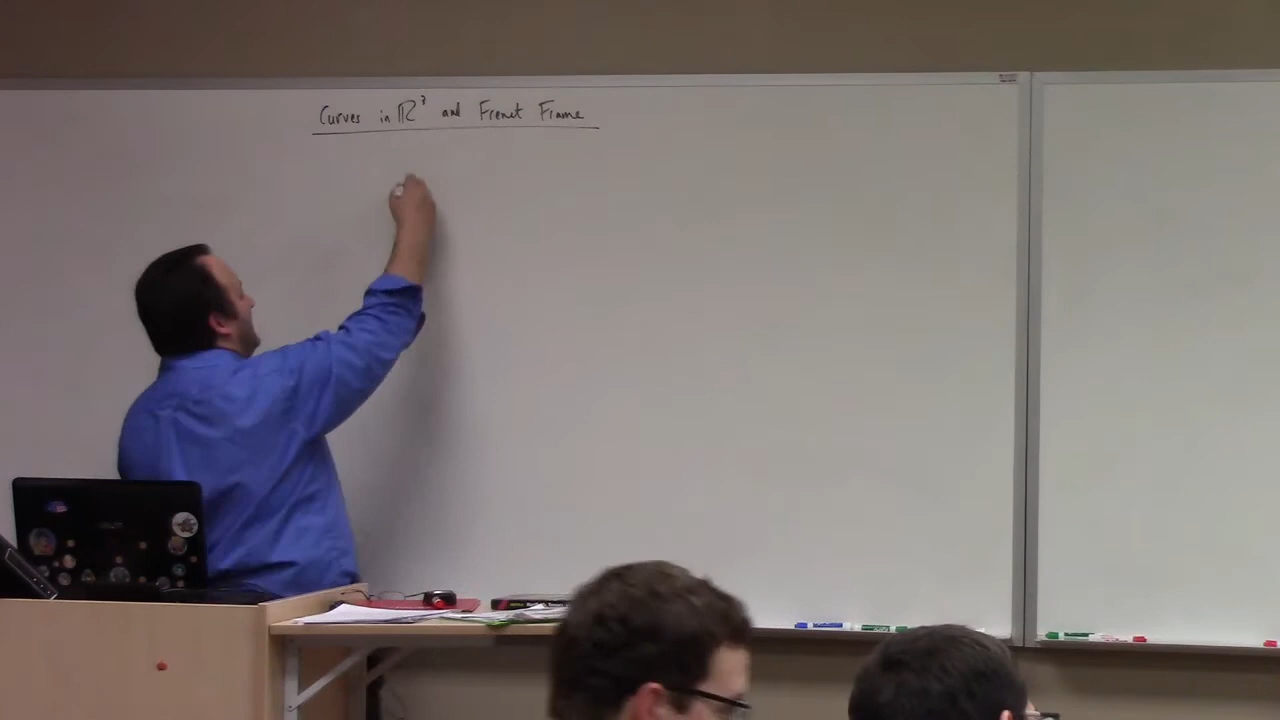 Curves in ℝ³ and Frenet Frame